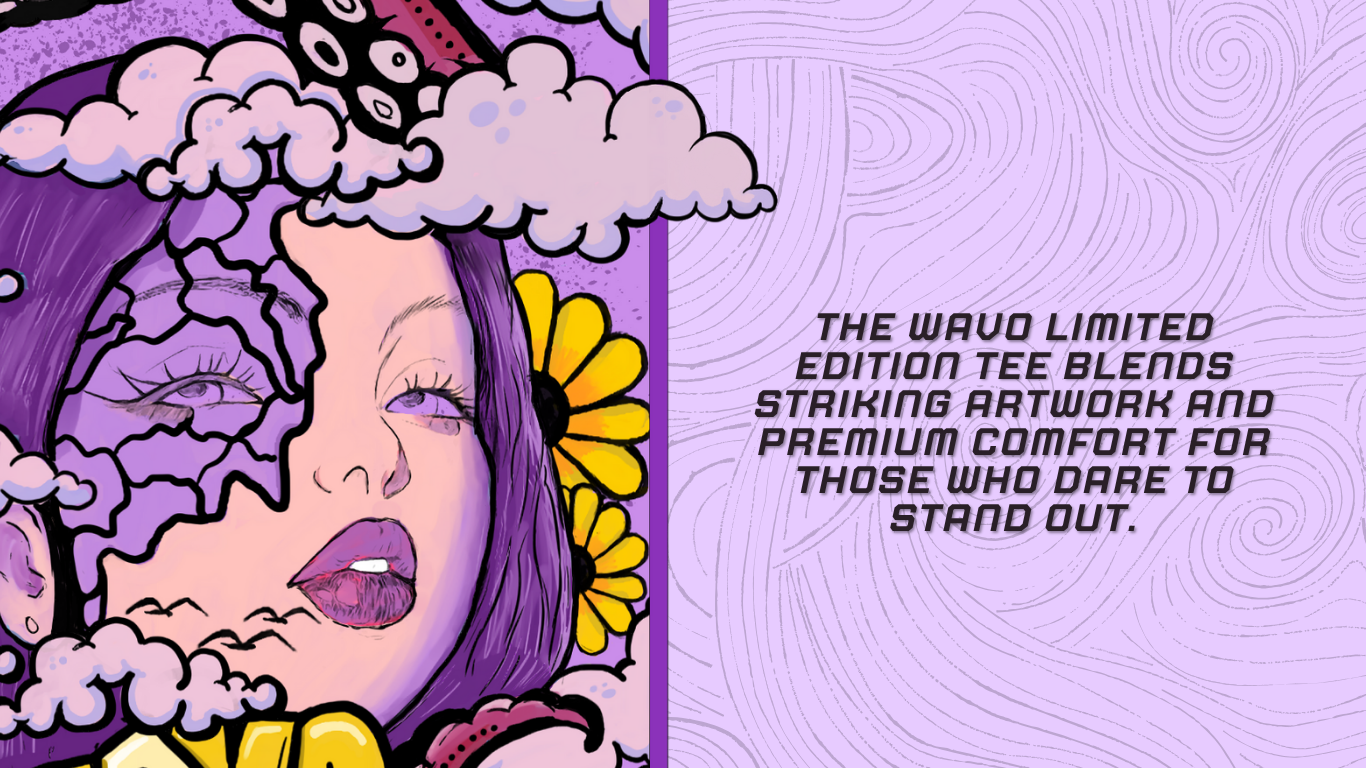 THE WAVO LIMITED
EDITION TEE BLENDS
STRIKING ARTWORK AND
PREMIUM COMFORT FOR
THOSE WHO DARE TO
STAND OUT.